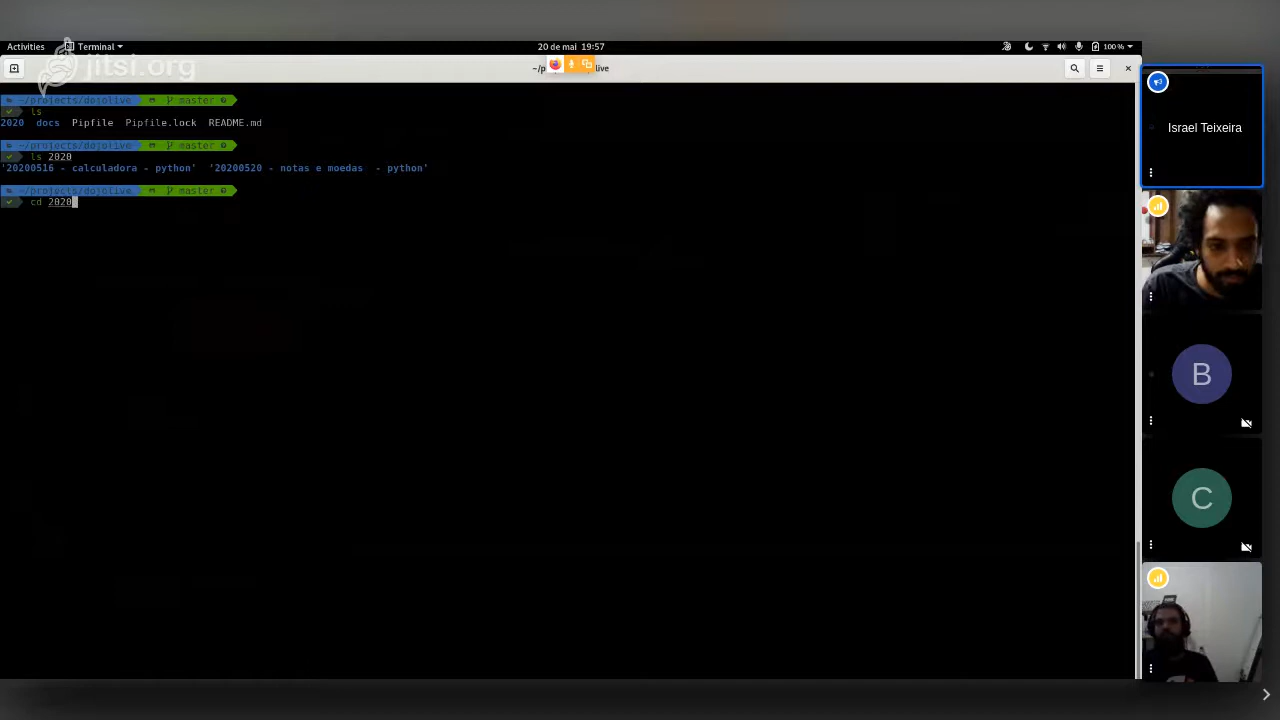 Activities
Terminal
20 de mai 19:57
100 %
jitsi.org
~/projects/dojolive master
ls
2020 docs Pipfile Pipfile.lock README.md
~/projects/dojolive master
ls 2020
'20200516 - calculadora - python' '20200520 - notas e moedas - python'
~/projects/dojolive master
cd 2020
Israel Teixeira
B
C